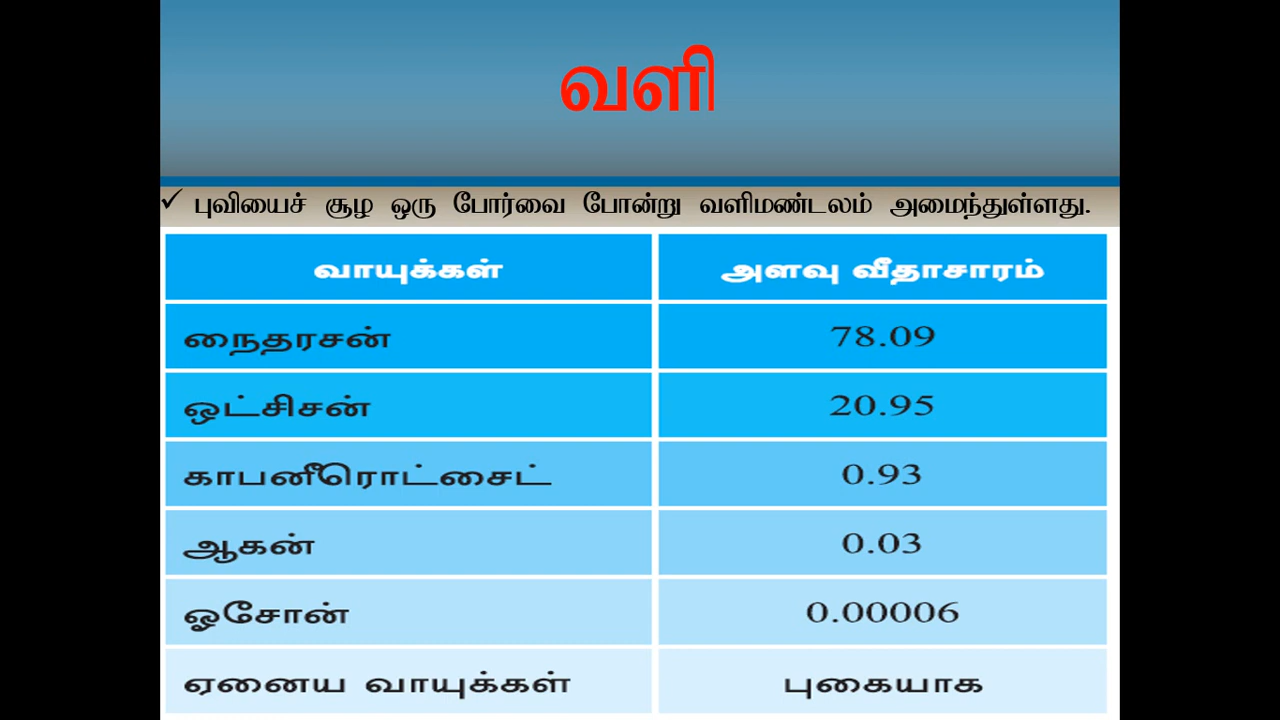 வளி
✓ புவியைச் சூழ ஒரு போர்வை போன்று வளிமண்டலம் அமைந்துள்ளது.
வாயுக்கள் அளவு வீதாசாரம்
நைதரசன் 78.09
ஒட்சிசன் 20.95
காபனீரொட்சைட் 0.93
ஆகன் 0.03
ஓசோன் 0.00006
ஏனைய வாயுக்கள் புகையாக